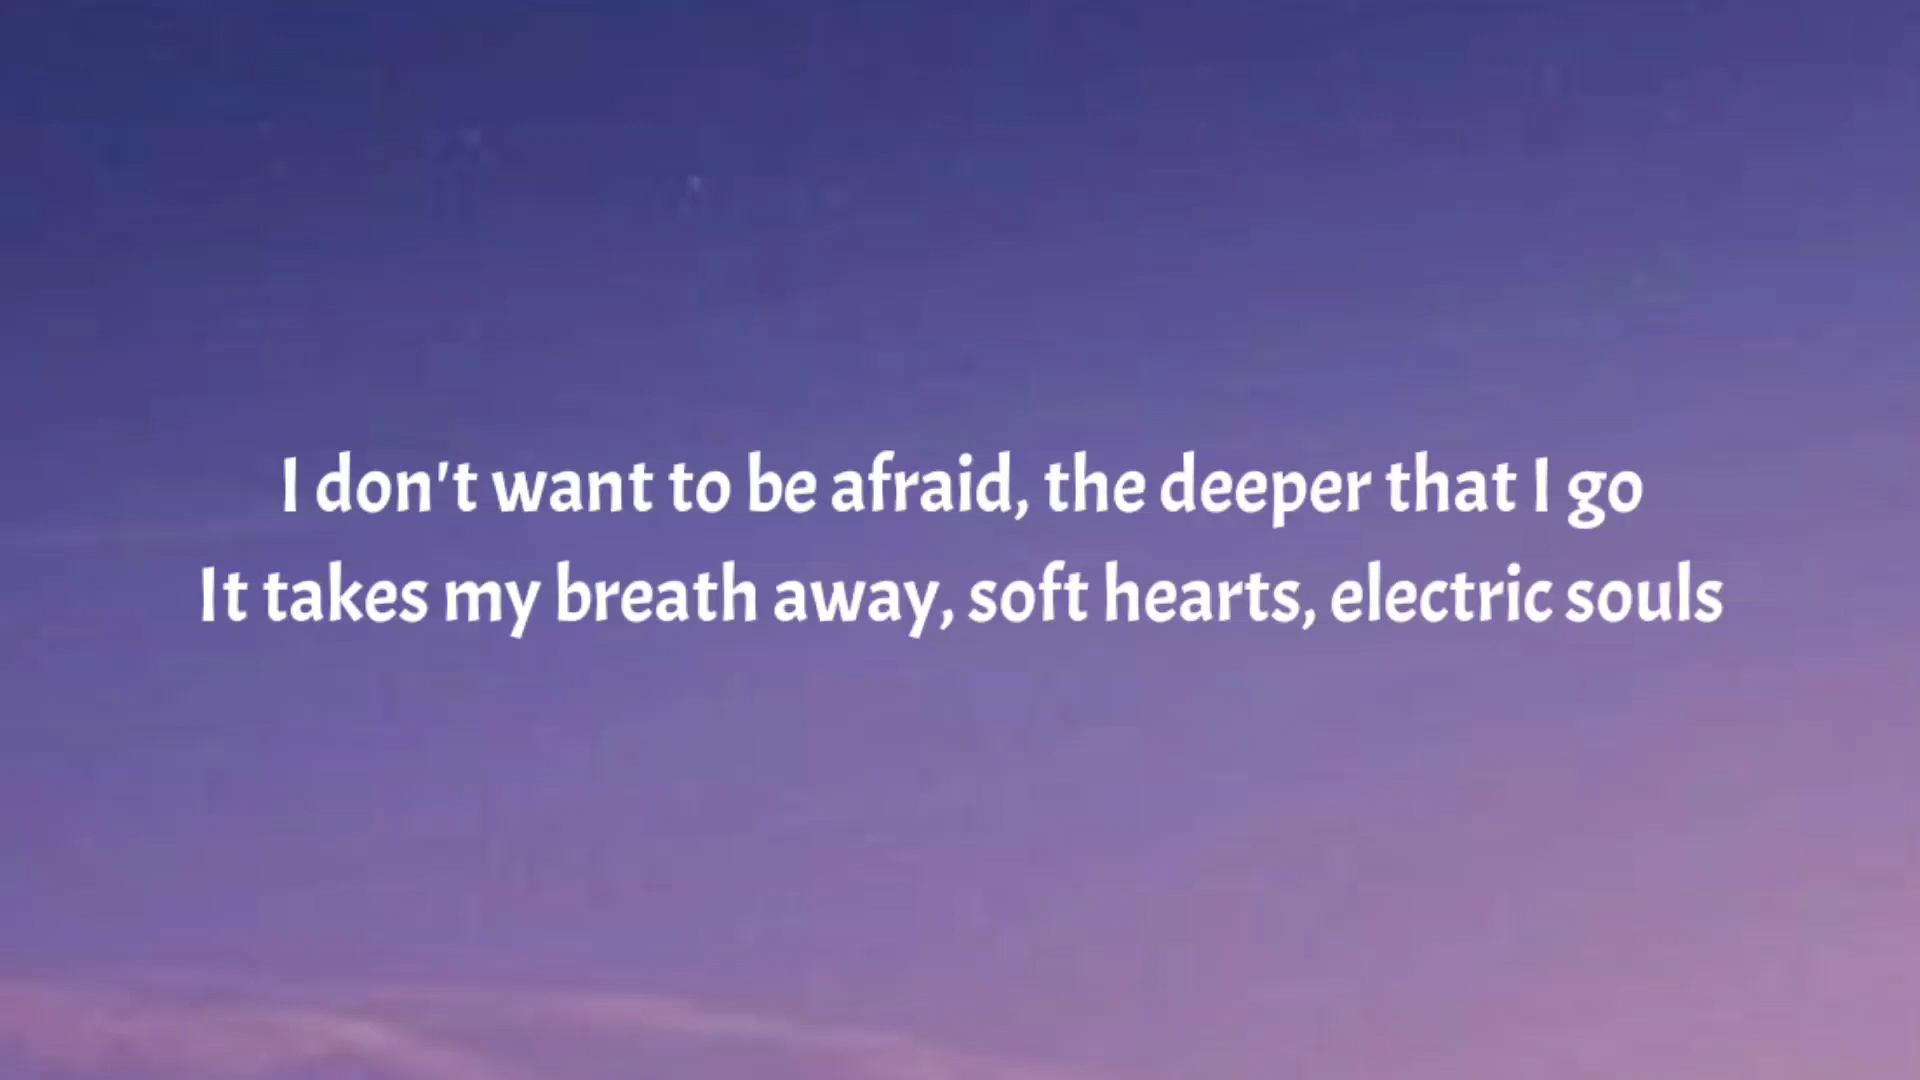 I don't want to be afraid, the deeper that I go
It takes my breath away, soft hearts, electric souls